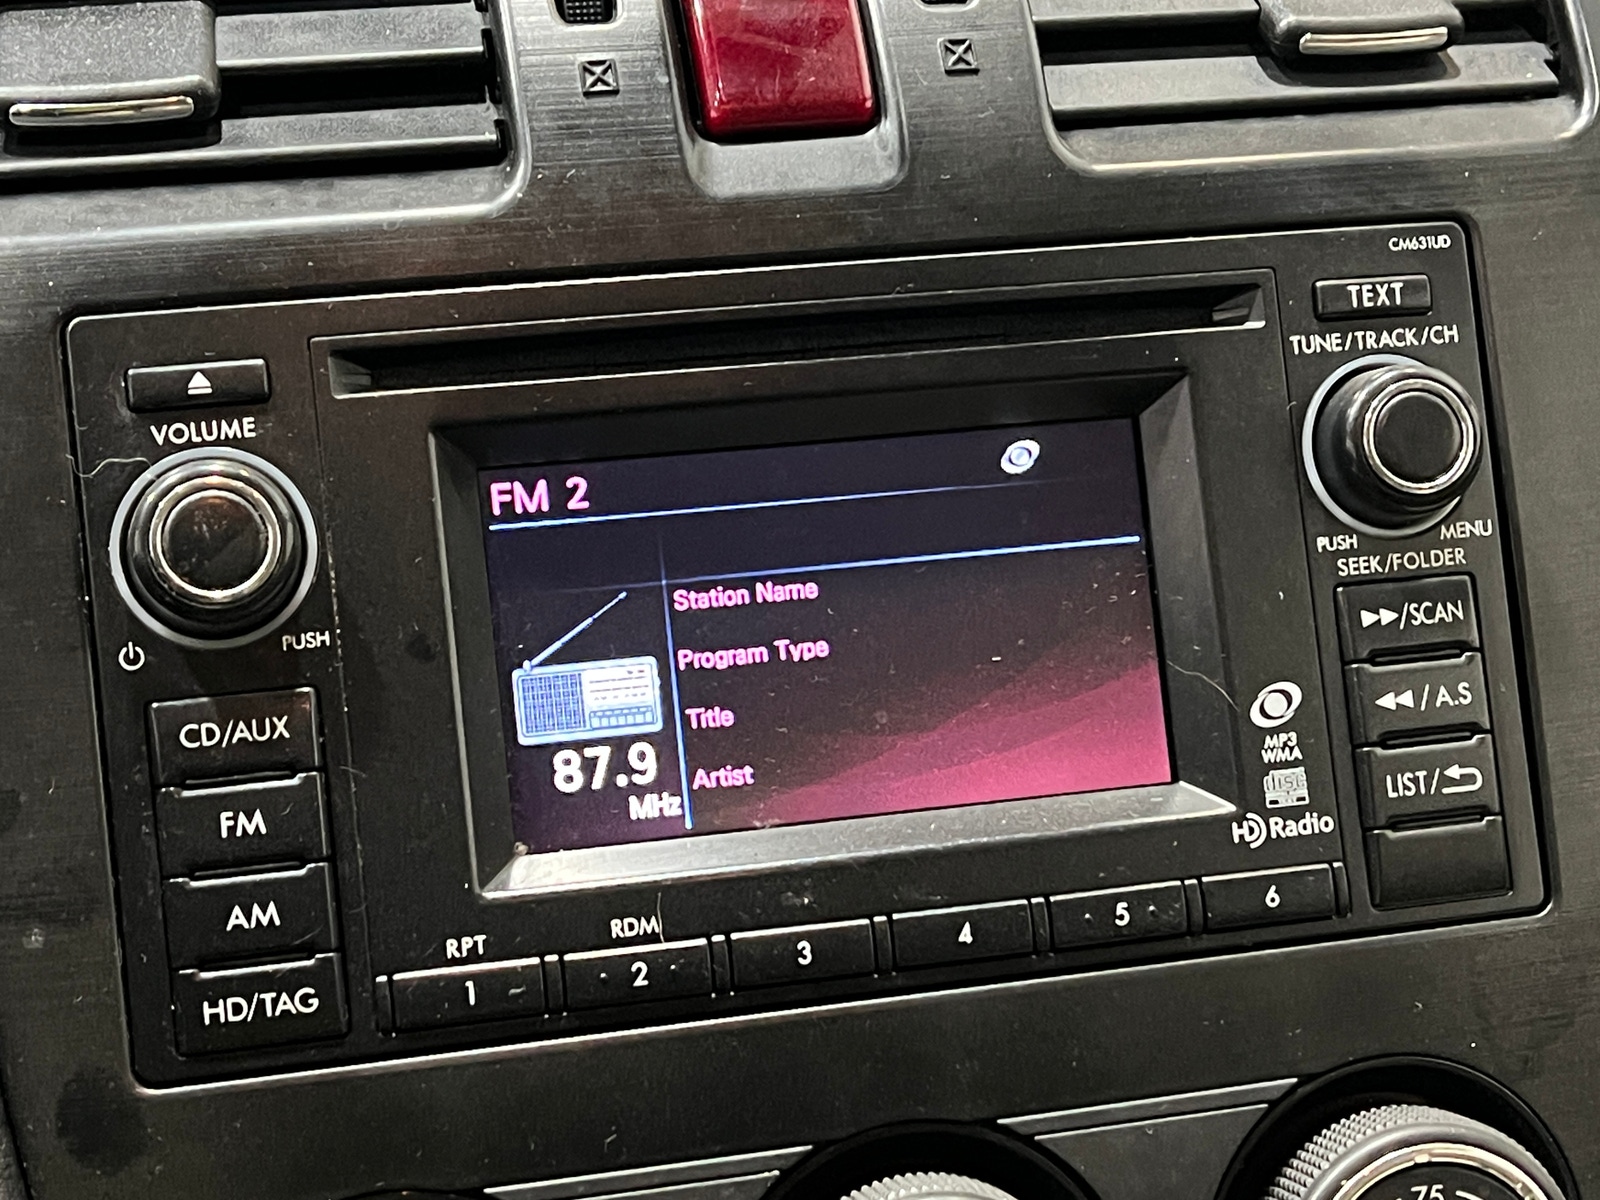 CM631UD
TEXT
TUNE/TRACK/CH
VOLUME
PUSH
FM 2
Station Name
Program Type
Title
Artist
87.9
MHz
PUSH
MENU
SEEK/FOLDER
/SCAN
/A.S
LIST/
CD/AUX
FM
AM
HD/TAG
MP3
WMA
disc
HD Radio
RPT
RDM
1
2
3
4
5
6
75